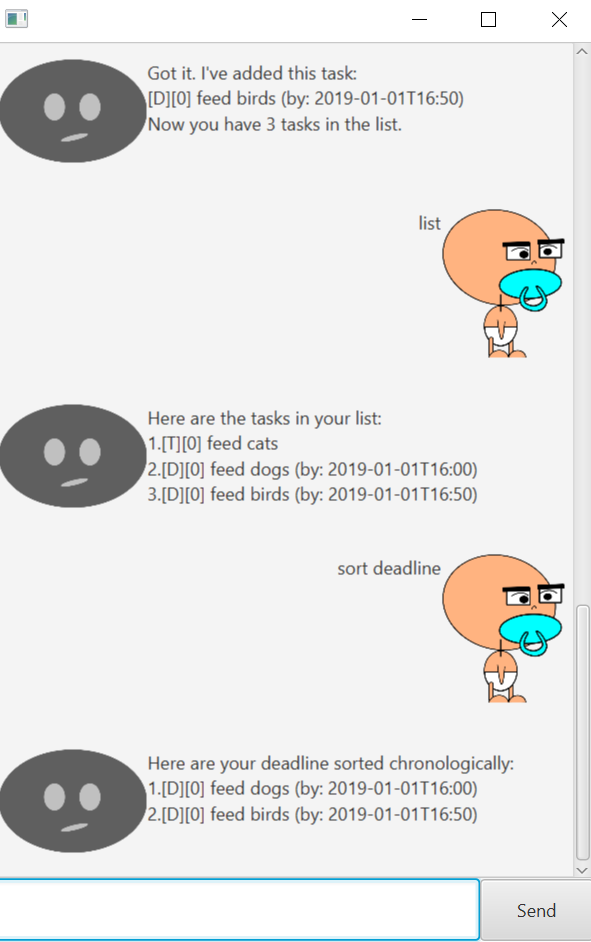 Got it. I've added this task:
[D][0] feed birds (by: 2019-01-01T16:50)
Now you have 3 tasks in the list.
list
Here are the tasks in your list:
1.[T][0] feed cats
2.[D][0] feed dogs (by: 2019-01-01T16:00)
3.[D][0] feed birds (by: 2019-01-01T16:50)
sort deadline
Here are your deadline sorted chronologically:
1.[D][0] feed dogs (by: 2019-01-01T16:00)
2.[D][0] feed birds (by: 2019-01-01T16:50)
Send